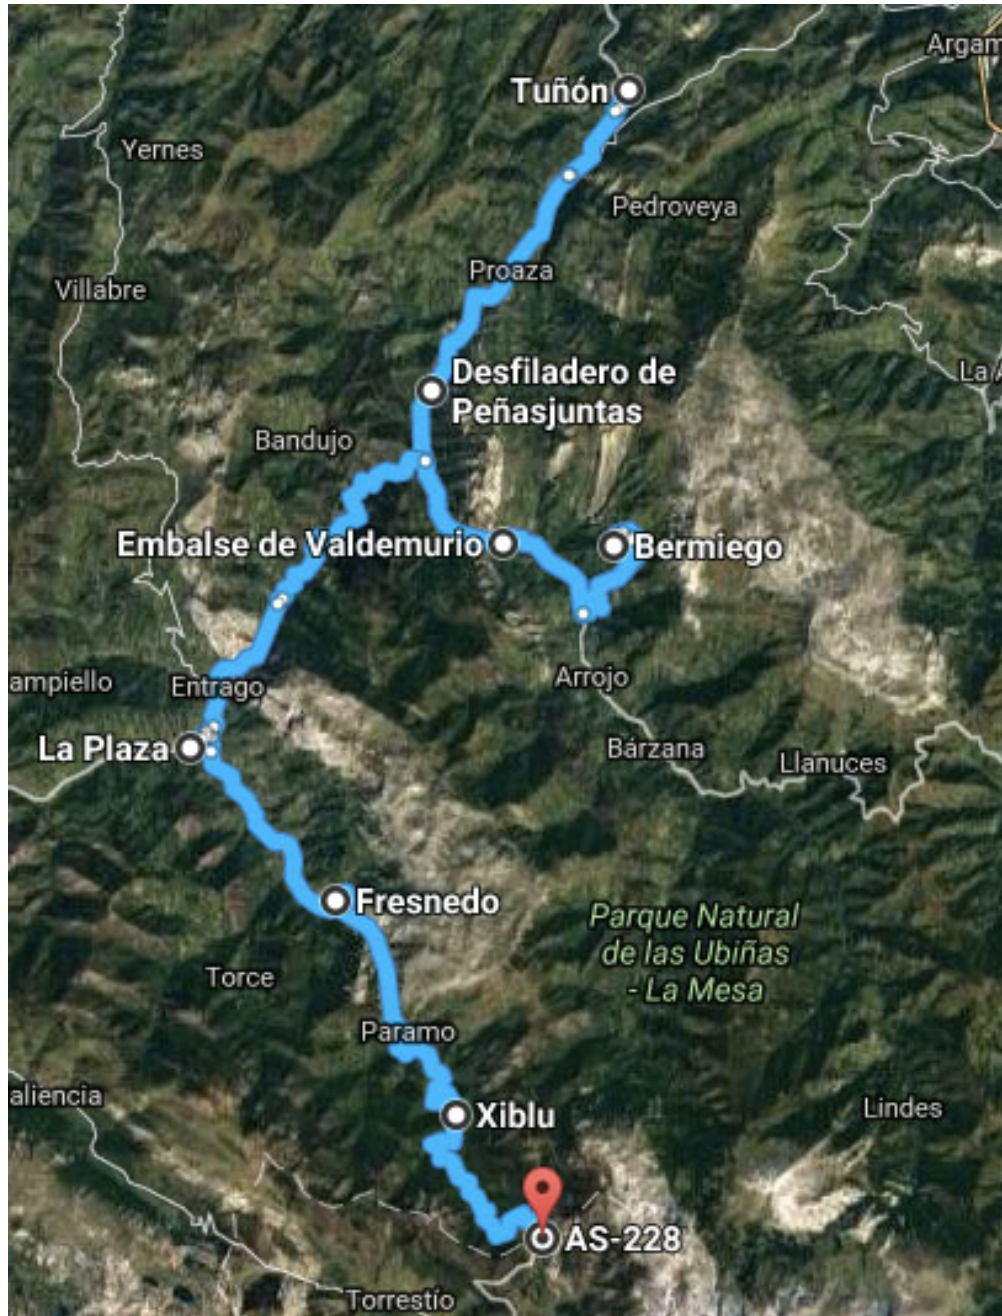 Argam
Tuñón
Yernes
Pedroveya
Proaza
Villabre
La A
Desfiladero de
Peñasjuntas
Bandujo
Embalse de Valdemurio
Bermiego
ampiello
Entrago
Arrojo
La Plaza
Bárzana
Llanuces
Fresnedo
Parque Natural
de las Ubiñas
- La Mesa
Torce
Paramo
aliencia
Xiblu
Lindes
AS-228
Torrestío